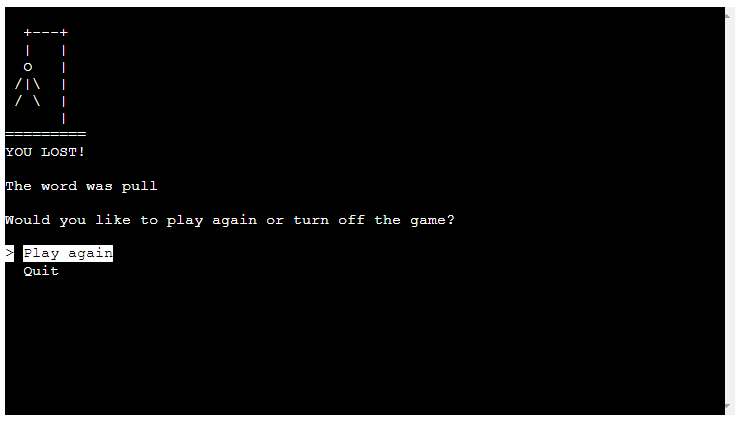 +---+
  |   |
  O   |
 /|\  |
 / \  |
      |
=========
YOU LOST!
The word was pull
Would you like to play again or turn off the game?
> Play again
  Quit